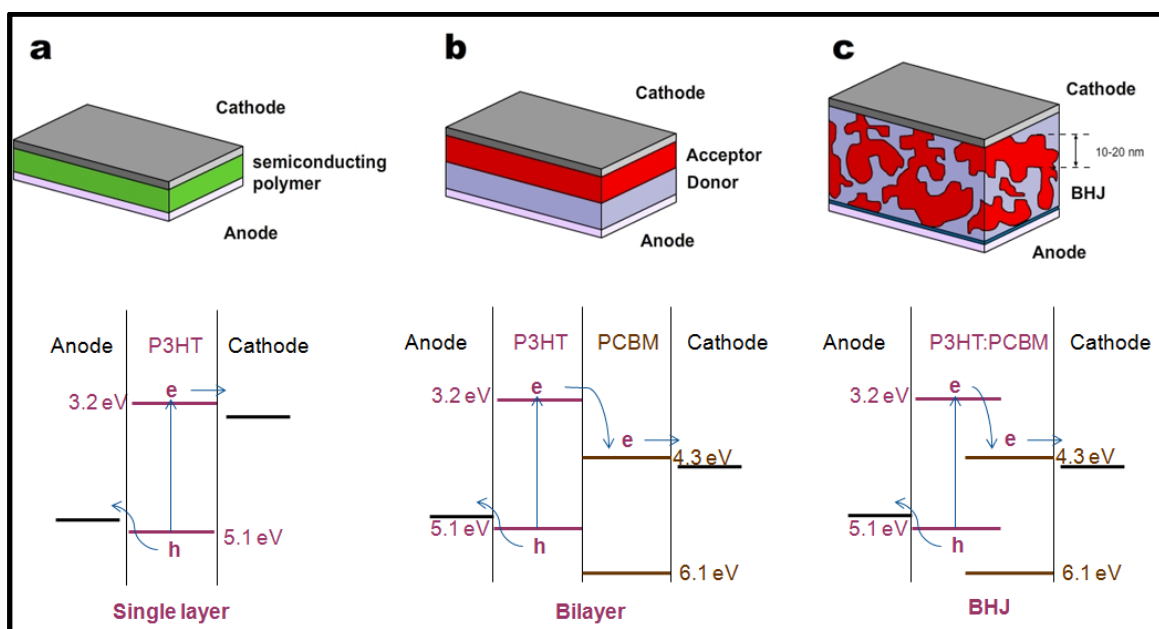 a
Cathode
semiconducting
polymer
Anode
b
Cathode
Acceptor
Donor
Anode
c
Cathode
10-20 nm
BHJ
Anode
Anode
P3HT
Cathode
e
3.2 eV
5.1 eV
h
Single layer
Anode
P3HT
PCBM
Cathode
e
3.2 eV
e
4.3 eV
5.1 eV
h
6.1 eV
Bilayer
Anode
P3HT:PCBM
Cathode
e
3.2 eV
e
4.3 eV
5.1 eV
h
6.1 eV
BHJ